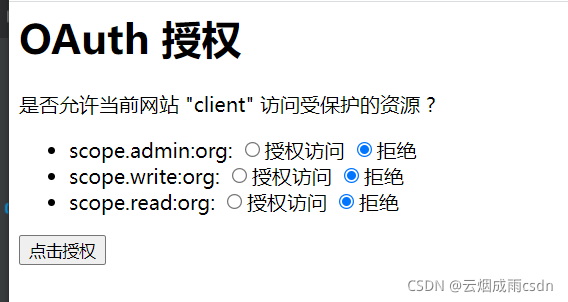 OAuth 授权
是否允许当前网站 "client" 访问受保护的资源？
scope.admin:org: 授权访问 拒绝
scope.write:org: 授权访问 拒绝
scope.read:org: 授权访问 拒绝
点击授权
CSDN @云烟成雨csdn